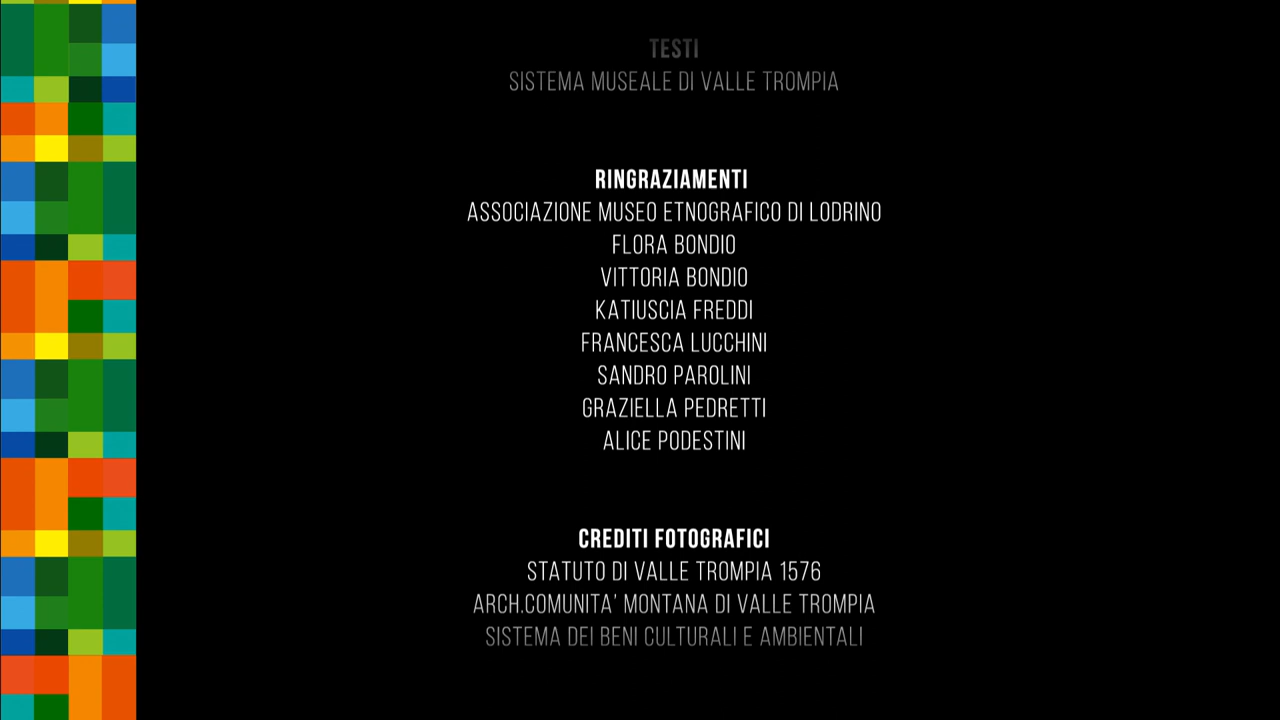 TESTI
SISTEMA MUSEALE DI VALLE TROMPIA
RINGRAZIAMENTI
ASSOCIAZIONE MUSEO ETNOGRAFICO DI LODRINO
FLORA BONDIO
VITTORIA BONDIO
KATIUSCIA FREDDI
FRANCESCA LUCCHINI
SANDRO PAROLINI
GRAZIELLA PEDRETTI
ALICE PODESTINI
CREDITI FOTOGRAFICI
STATUTO DI VALLE TROMPIA 1576
ARCH.COMUNITA' MONTANA DI VALLE TROMPIA
SISTEMA DEI BENI CULTURALI E AMBIENTALI